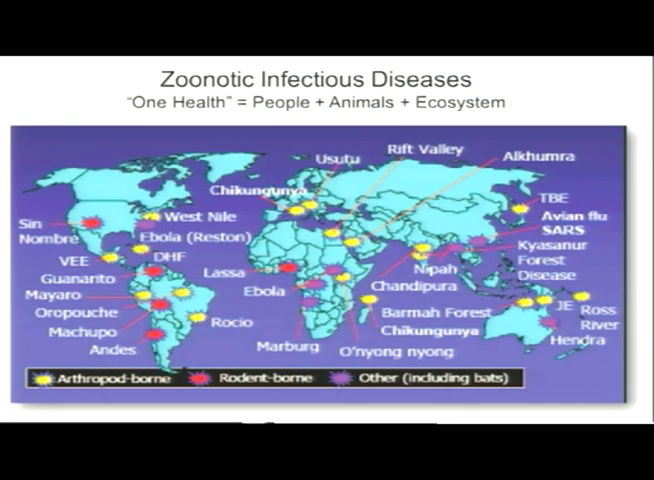 Zoonotic Infectious Diseases
"One Health" = People + Animals + Ecosystem
Rift Valley
Usutu
Alkhumra
Chikungunya
TBE
Sin
Nombre
West Nile
Avian flu
SARS
Ebola (Reston)
Kyasanur
Forest
Disease
DHF
VEE
Lassa
Nipah
Guanarito
Chandipura
Ebola
Mayaro
Oropouche
JE
Ross
River
Barmah Forest
Rocio
Machupo
Chikungunya
Hendra
Andes
Marburg
O'nyong nyong
Arthropod-borne
Rodent-borne
Other (including bats)